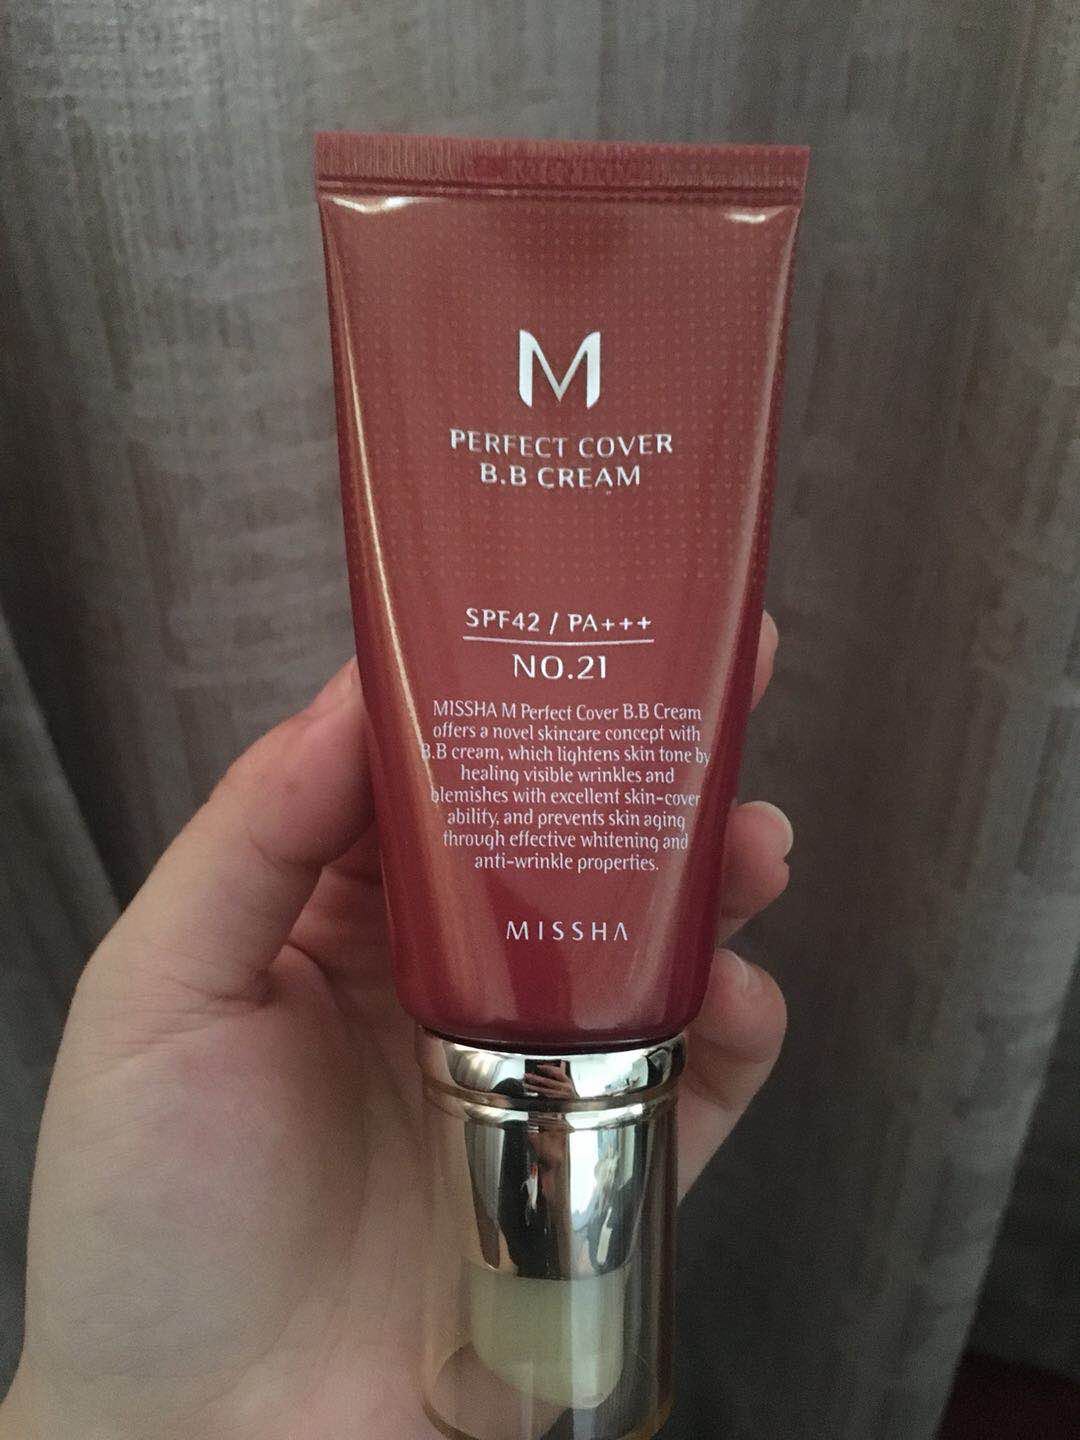 M
PERFECT COVER
B.B CREAM
SPF42 / PA+++
NO.21
MISSHA M Perfect Cover B.B Cream
offers a novel skincare concept with
B.B cream, which lightens skin tone by
healing visible wrinkles and
blemishes with excellent skin-cover
ability, and prevents skin aging
through effective whitening and
anti-wrinkle properties.
MISSHA